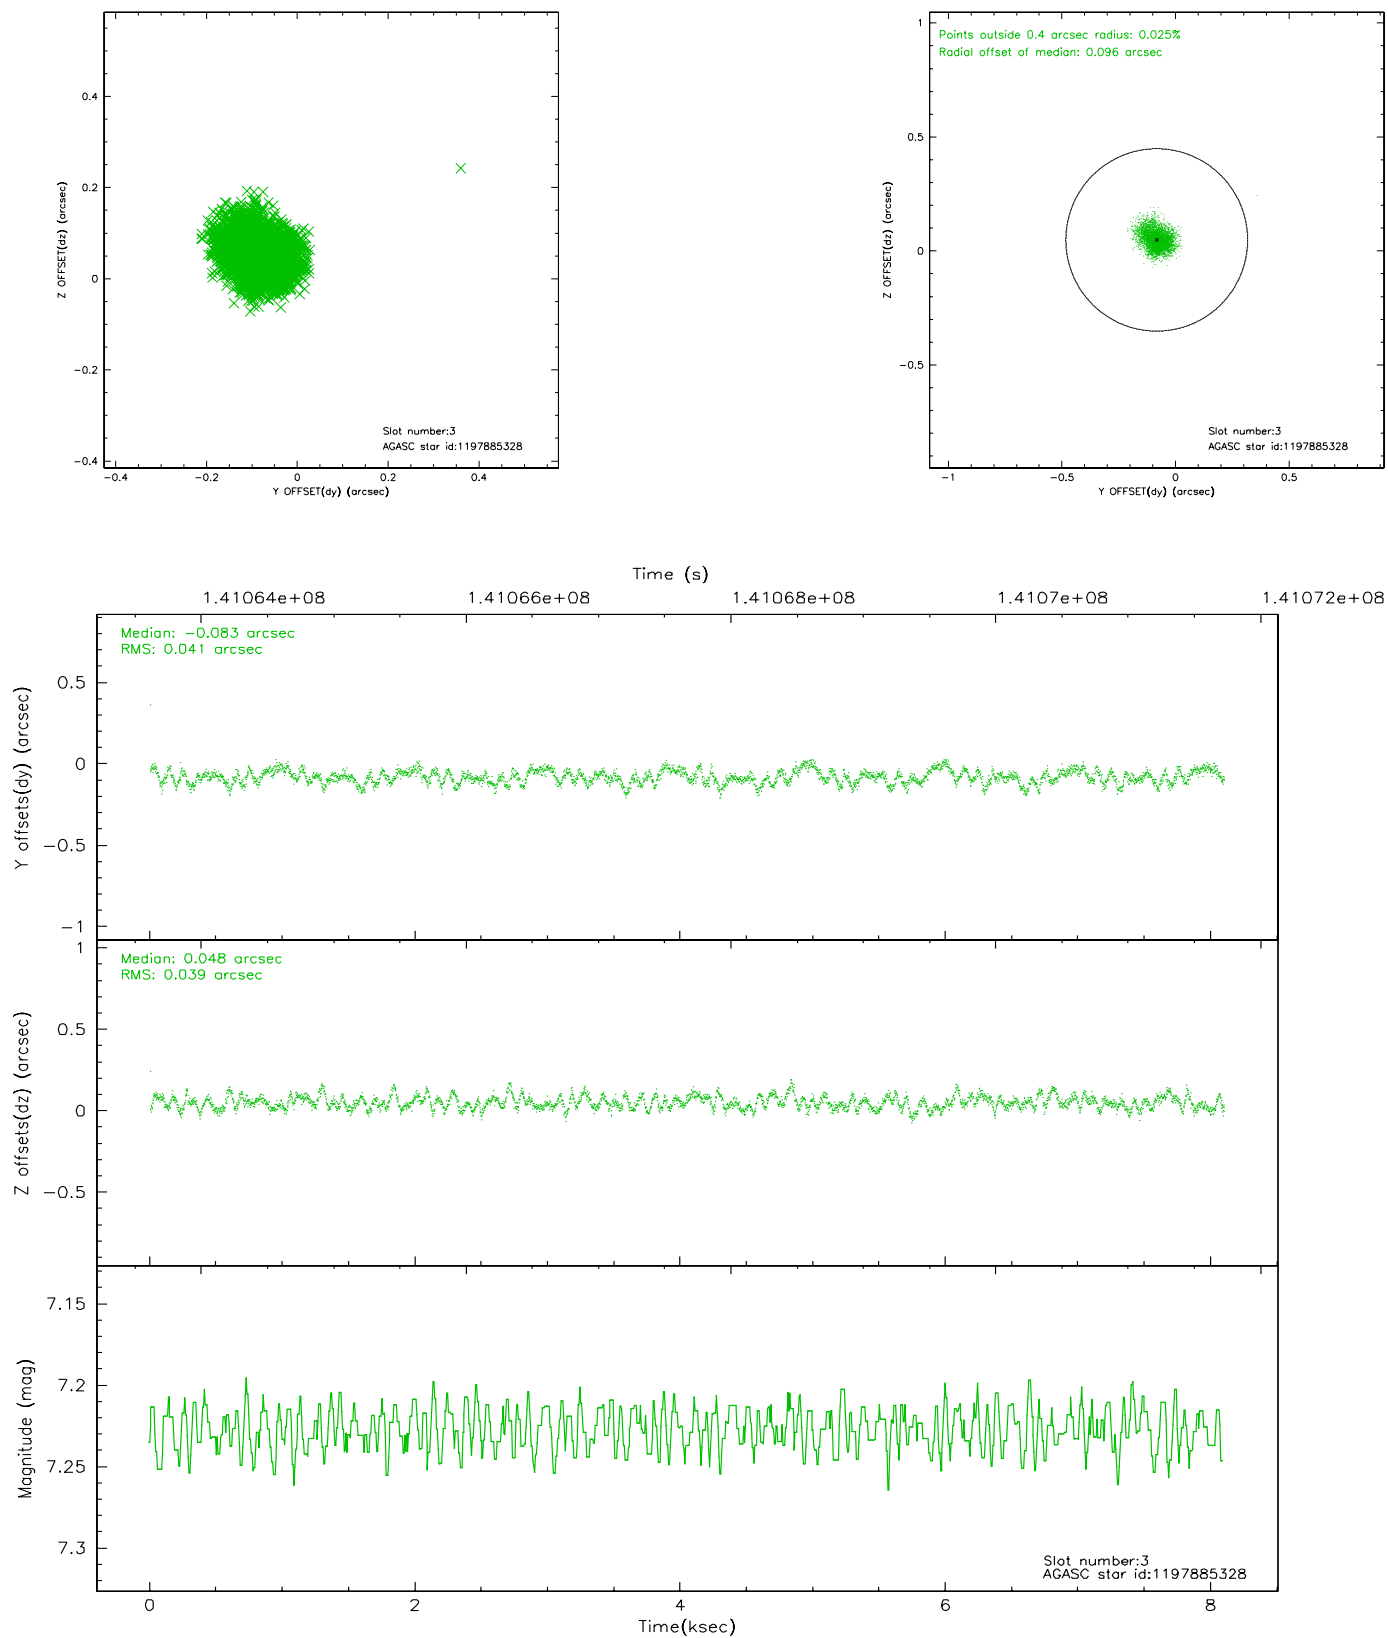 0.4
0.2
0
−0.2
−0.4
Z OFFSET(dz) (arcsec)
Slot number:3
AGASC star id:1197885328
−0.4 −0.2 0 0.2 0.4
Y OFFSET(dy) (arcsec)
Points outside 0.4 arcsec radius: 0.025%
Radial offset of median: 0.096 arcsec
1
0.5
0
−0.5
Z OFFSET(dz) (arcsec)
Slot number:3
AGASC star id:1197885328
−1 −0.5 0 0.5
Y OFFSET(dy) (arcsec)
Time (s)
1.41064e+08 1.41066e+08 1.41068e+08 1.4107e+08 1.41072e+08
Median: −0.083 arcsec
RMS: 0.041 arcsec
0.5
0
−0.5
−1
Y offsets(dy) (arcsec)
Median: 0.048 arcsec
RMS: 0.039 arcsec
1
0.5
0
−0.5
Z offsets(dz) (arcsec)
7.15
7.2
7.25
7.3
Magnitude (mag)
Slot number:3
AGASC star id:1197885328
0 2 4 6 8
Time(ksec)